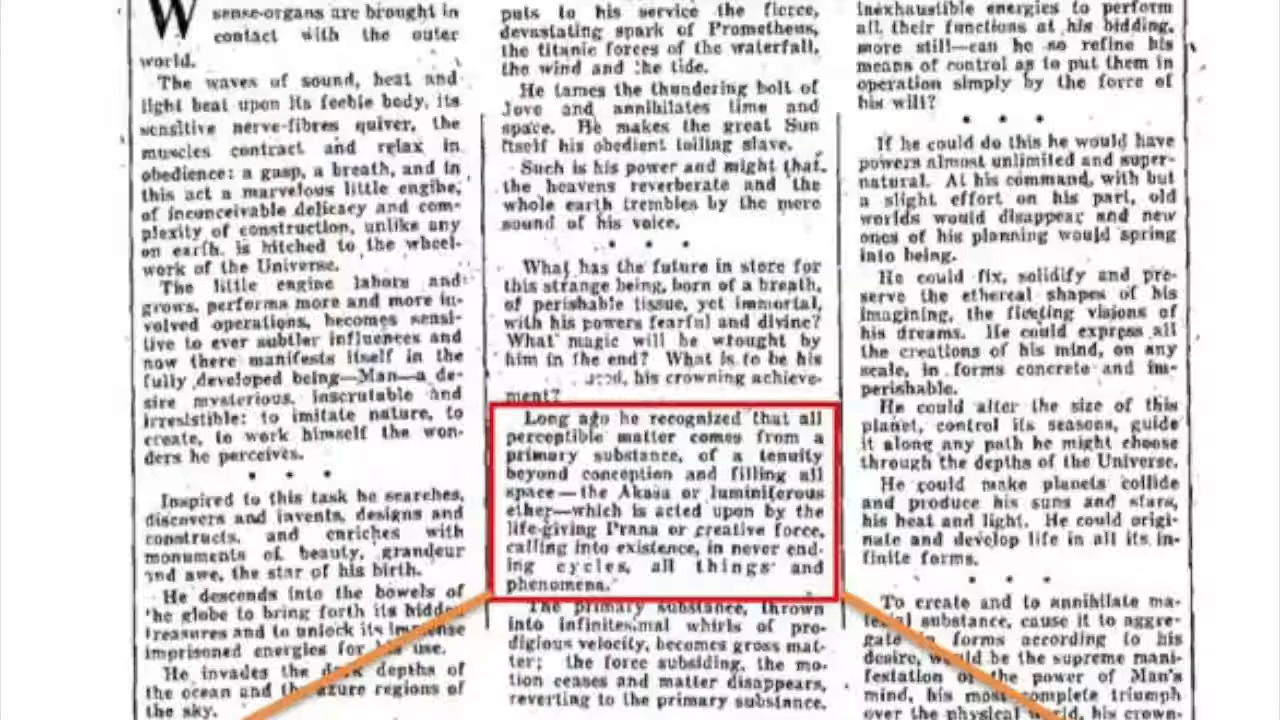 W
sense-organs are brought in
contact with the outer
world.
The waves of sound, heat and
light beat upon its feeble body, its
sensitive nerve-fibres quiver, the
muscles contract and relax in
obedience: a gasp, a breath, and in
this act a marvelous little engine,
of inconceivable delicacy and com-
plexity of construction, unlike any
on earth, is hitched to the wheel-
work of the Universe.
The little engine labors and
grows, performs more and more in-
volved operations, becomes sensi-
tive to ever subtler influences and
now there manifests itself in the
fully developed being—Man—a de-
sire mysterious, inscrutable and
irresistible: to imitate nature, to
create, to work himself the won-
ders he perceives.
Inspired to this task he searches,
discovers and invents, designs and
constructs, and enriches with
monuments of beauty, grandeur
and awe, the star of his birth.
He descends into the bowels of
the globe to bring forth its hidden
treasures and to unlock its immense
imprisoned energies for his use.
He invades the dark depths of
the ocean and the azure regions of
the sky.
puts to his service the fierce,
devastating spark of Prometheus,
the titanic forces of the waterfall,
the wind and the tide.
He tames the thundering bolt of
Jove and annihilates time and
space. He makes the great Sun
itself his obedient toiling slave.
Such is his power and might that
the heavens reverberate and the
whole earth trembles by the mere
sound of his voice.
What has the future in store for
this strange being, born of a breath,
of perishable tissue, yet immortal,
with his powers fearful and divine?
What magic will be wrought by
him in the end? What is to be his
his crowning achieve-
ment?
Long ago he recognized that all
perceptible matter comes from a
primary substance, of a tenuity
beyond conception and filling all
space—the Akasa or luminiferous
ether—which is acted upon by the
life-giving Prana or creative force,
calling into existence, in never end-
ing cycles, all things and
phenomena.
The primary substance, thrown
into infinitesimal whirls of pro-
digious velocity, becomes gross mat-
ter; the force subsiding, the mo-
tion ceases and matter disappears,
reverting to the primary substance.
inexhaustible energies to perform
all their functions at his bidding,
more still—can he so refine his
means of control as to put them in
operation simply by the force of
his will?
If he could do this he would have
powers almost unlimited and super-
natural. At his command, with but
a slight effort on his part, old
worlds would disappear and new
ones of his planning would spring
into being.
He could fix, solidify and pre-
serve the ethereal shapes of his
imagining, the fleeting visions of
his dreams. He could express all
the creations of his mind, on any
scale, in forms concrete and im-
perishable.
He could alter the size of this
planet, control its seasons, guide
it along any path he might choose
through the depths of the Universe.
He could make planets collide
and produce his suns and stars,
his heat and light. He could origi-
nate and develop life in all its in-
finite forms.
To create and to annihilate ma-
terial substance, cause it to aggre-
gate in forms according to his
desire, would be the supreme mani-
festation of the power of Man's
mind, his most complete triumph
over the physical world, his crown-